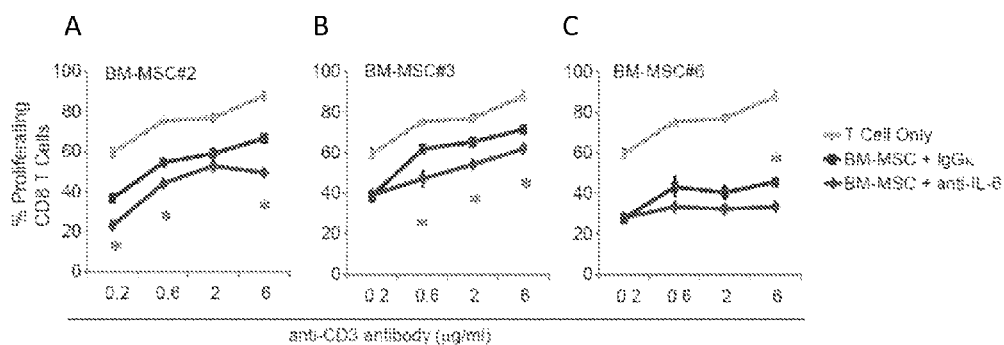 A
B
C
BM-MSC#2
BM-MSC#3
BM-MSC#6
% Proliferating
CD8 T Cells
100
80
60
40
20
0
100
80
60
40
20
0
100
80
60
40
20
0
*
*
*
*
*
*
*
0.2 0.6 2 6
0.2 0.6 2 6
0.2 0.6 2 6
anti-CD3 antibody (µg/ml)
T Cell Only
BM-MSC + IgGκ
BM-MSC + anti-IL-6